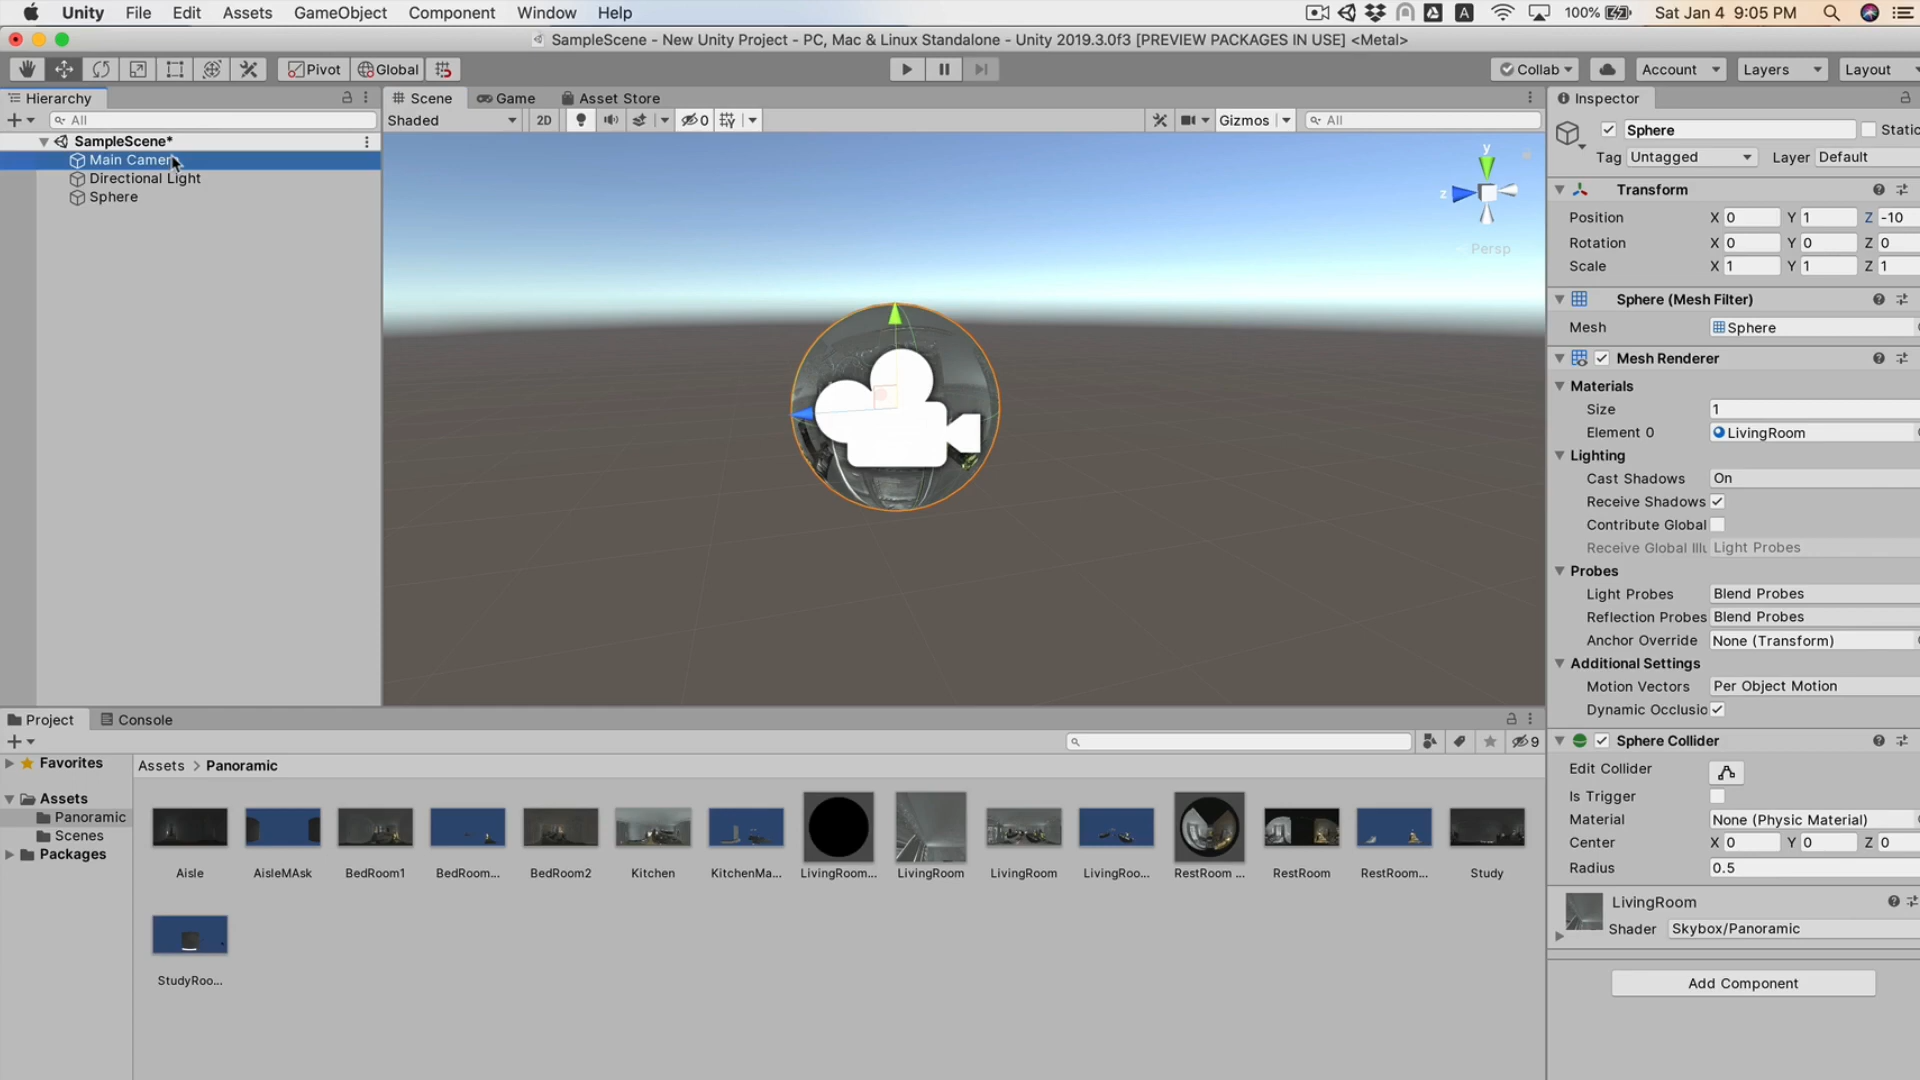 Unity File Edit Assets GameObject Component Window Help 100% Sat Jan 4 9:05 PM
SampleScene - New Unity Project - PC, Mac & Linux Standalone - Unity 2019.3.0f3 [PREVIEW PACKAGES IN USE] <Metal>
Pivot Global Collab Account Layers Layout
Hierarchy
All
SampleScene*
Main Camera
Directional Light
Sphere
Scene Game Asset Store
Shaded 2D 0 Gizmos All
y
z
Persp
Inspector
Sphere Static
Tag Untagged Layer Default
Transform
Position X 0 Y 1 Z -10
Rotation X 0 Y 0 Z 0
Scale X 1 Y 1 Z 1
Sphere (Mesh Filter)
Mesh Sphere
Mesh Renderer
Materials
Size 1
Element 0 LivingRoom
Lighting
Cast Shadows On
Receive Shadows
Contribute Global
Receive Global Illu Light Probes
Probes
Light Probes Blend Probes
Reflection Probes Blend Probes
Anchor Override None (Transform)
Additional Settings
Motion Vectors Per Object Motion
Dynamic Occlusio
Sphere Collider
Edit Collider
Is Trigger
Material None (Physic Material)
Center X 0 Y 0 Z 0
Radius 0.5
LivingRoom
Shader Skybox/Panoramic
Add Component
Project Console
9
Favorites
Assets
Panoramic
Scenes
Packages
Assets > Panoramic
Aisle AisleMAsk BedRoom1 BedRoom... BedRoom2 Kitchen KitchenMa... LivingRoom... LivingRoom LivingRoom LivingRoo... RestRoom ... RestRoom RestRoom... Study
StudyRoo...